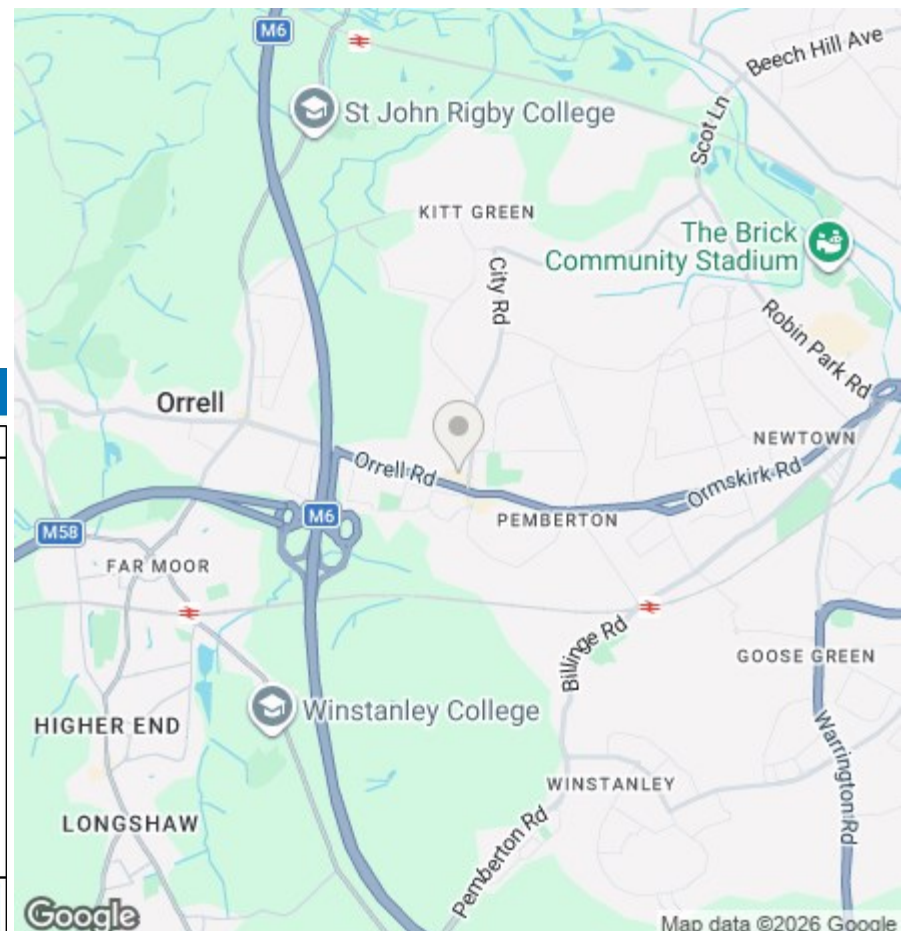 M6
Beech Hill Ave
St John Rigby College
Scot Ln
KITT GREEN
The Brick
Community Stadium
City Rd
Robin Park Rd
Orrell
NEWTOWN
Orrell Rd
Ormskirk Rd
M6
PEMBERTON
M58
FAR MOOR
Billinge Rd
GOOSE GREEN
Winstanley College
HIGHER END
Warrington Rd
WINSTANLEY
LONGSHAW
Pemberton Rd
Google
Map data ©2026 Google